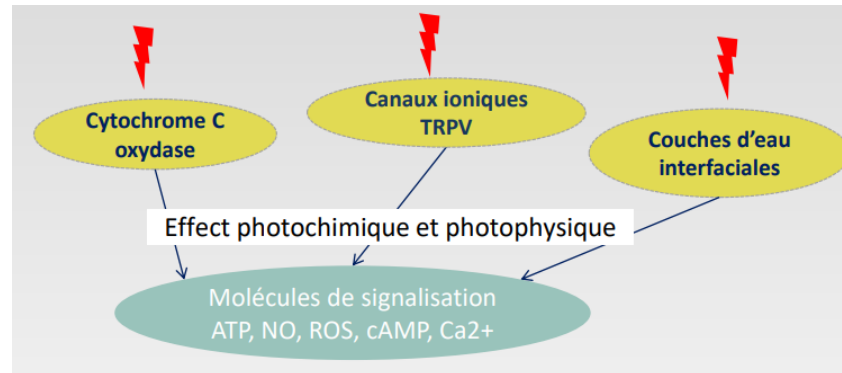 Cytochrome C
oxydase
Canaux ioniques
TRPV
Couches d'eau
interfaciales
Effect photochimique et photophysique
Molécules de signalisation
ATP, NO, ROS, cAMP, Ca2+